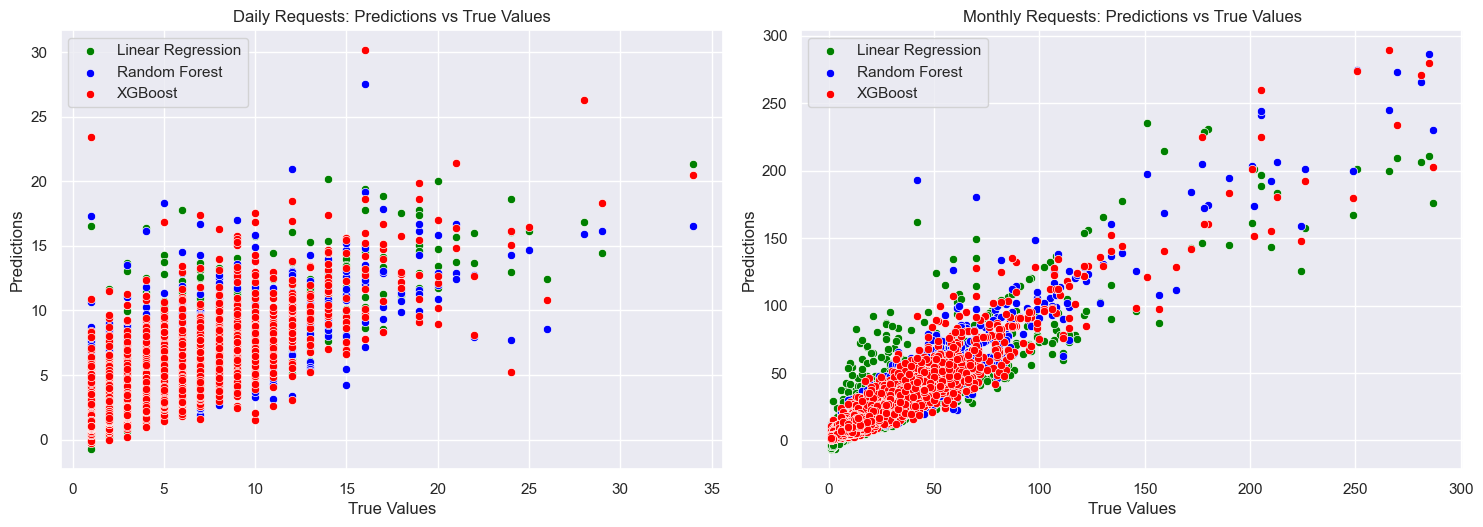 Daily Requests: Predictions vs True Values
Linear Regression
Random Forest
XGBoost
30
25
20
15
10
5
0
Predictions
0 5 10 15 20 25 30 35
True Values
Monthly Requests: Predictions vs True Values
Linear Regression
Random Forest
XGBoost
300
250
200
150
100
50
0
Predictions
0 50 100 150 200 250 300
True Values